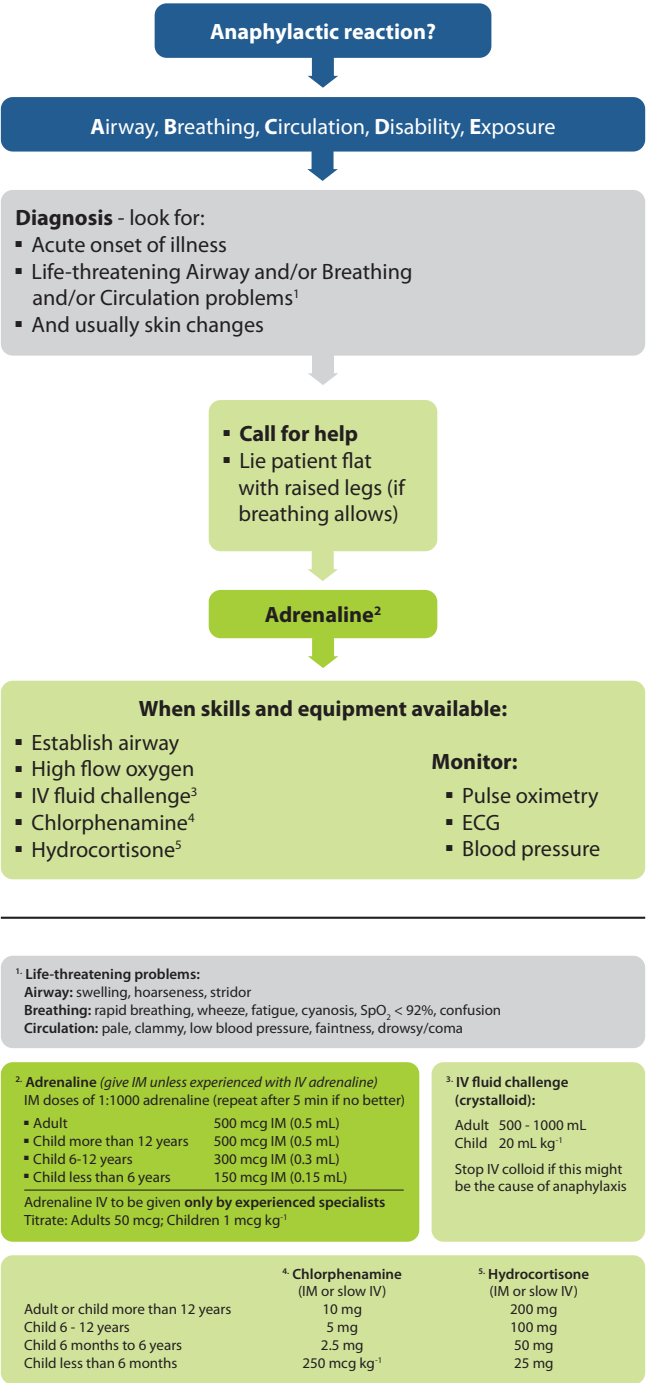 Anaphylactic reaction?
Airway, Breathing, Circulation, Disability, Exposure
Diagnosis - look for:
▪ Acute onset of illness
▪ Life-threatening Airway and/or Breathing
and/or Circulation problems¹
▪ And usually skin changes
▪ Call for help
▪ Lie patient flat
with raised legs (if
breathing allows)
Adrenaline²
When skills and equipment available:
▪ Establish airway
▪ High flow oxygen
▪ IV fluid challenge³
▪ Chlorphenamine⁴
▪ Hydrocortisone⁵
Monitor:
▪ Pulse oximetry
▪ ECG
▪ Blood pressure
¹· Life-threatening problems:
Airway: swelling, hoarseness, stridor
Breathing: rapid breathing, wheeze, fatigue, cyanosis, SpO₂ < 92%, confusion
Circulation: pale, clammy, low blood pressure, faintness, drowsy/coma
²· Adrenaline (give IM unless experienced with IV adrenaline)
IM doses of 1:1000 adrenaline (repeat after 5 min if no better)
▪ Adult 500 mcg IM (0.5 mL)
▪ Child more than 12 years 500 mcg IM (0.5 mL)
▪ Child 6-12 years 300 mcg IM (0.3 mL)
▪ Child less than 6 years 150 mcg IM (0.15 mL)
Adrenaline IV to be given only by experienced specialists
Titrate: Adults 50 mcg; Children 1 mcg kg⁻¹
³· IV fluid challenge
(crystalloid):
Adult 500 - 1000 mL
Child 20 mL kg⁻¹
Stop IV colloid if this might
be the cause of anaphylaxis
⁴· Chlorphenamine ⁵· Hydrocortisone
(IM or slow IV) (IM or slow IV)
Adult or child more than 12 years 10 mg 200 mg
Child 6 - 12 years 5 mg 100 mg
Child 6 months to 6 years 2.5 mg 50 mg
Child less than 6 months 250 mcg kg⁻¹ 25 mg